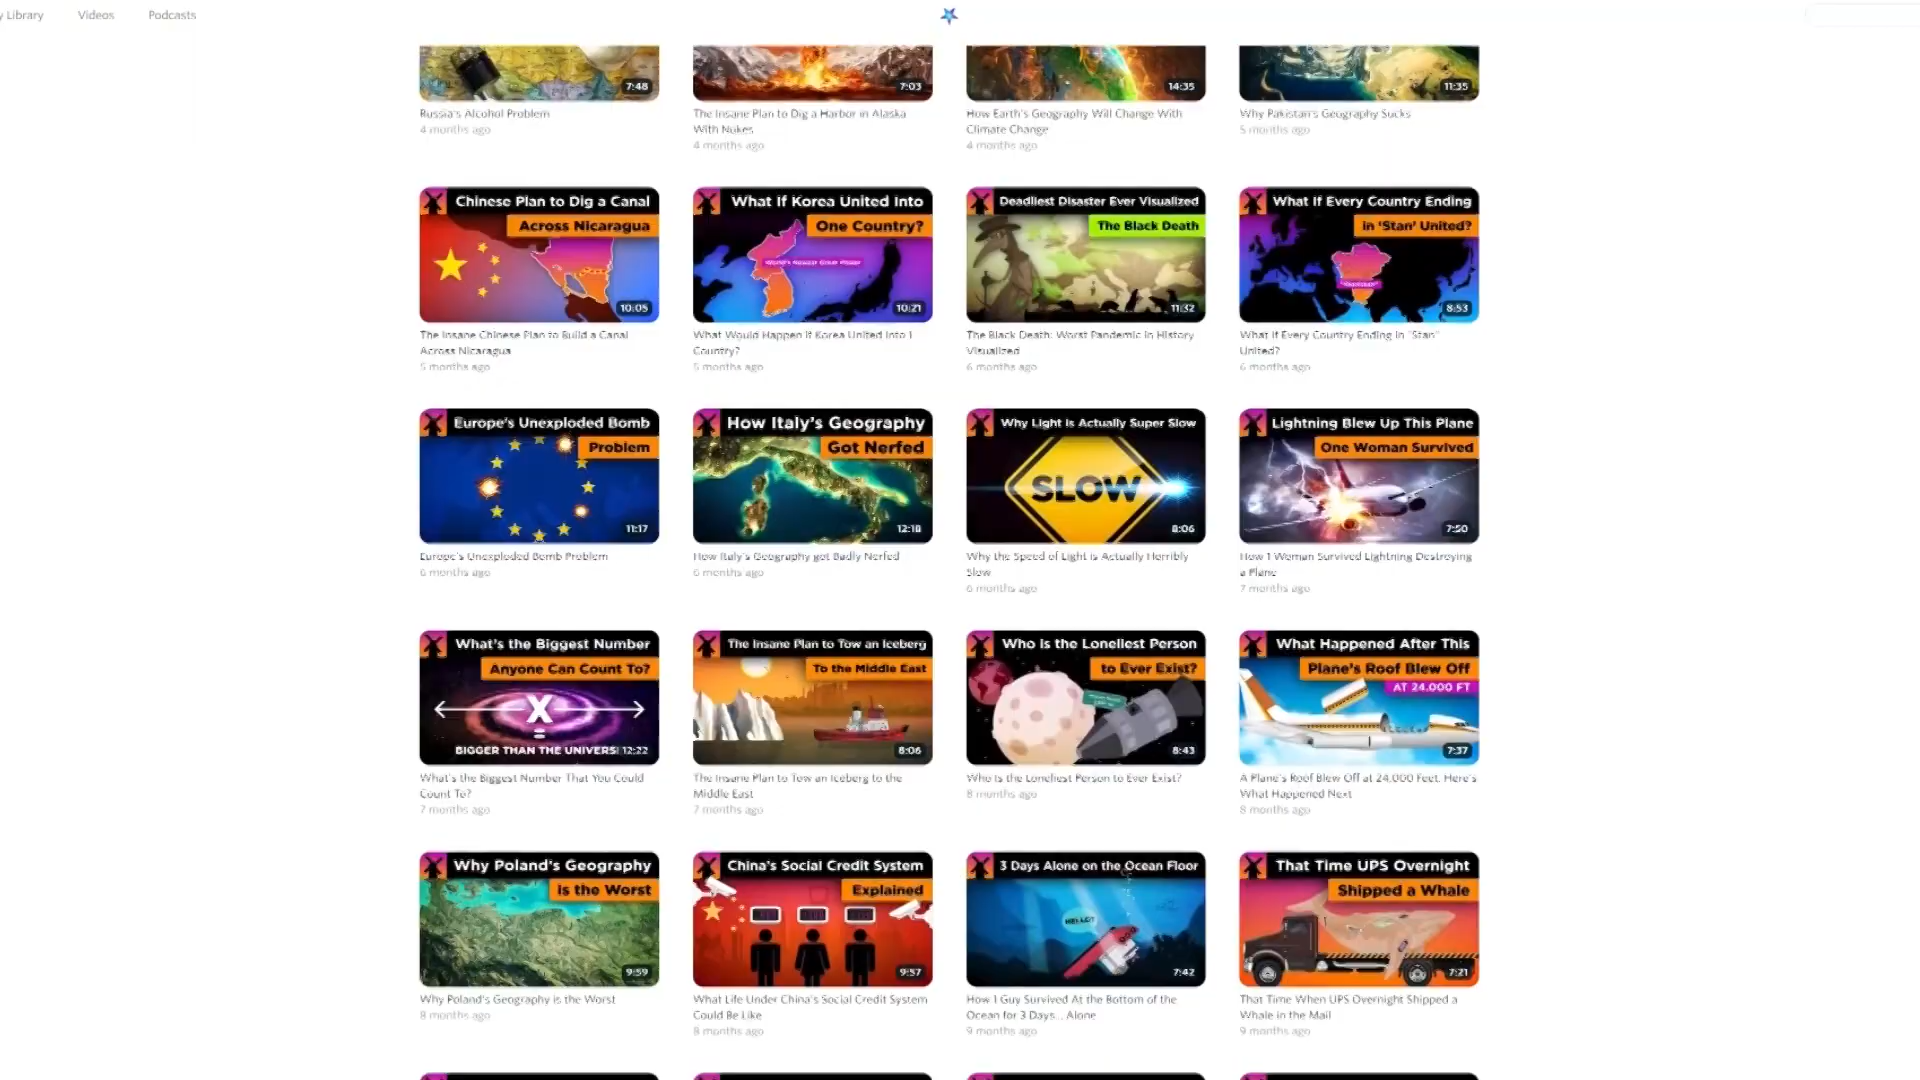 y Library
Videos
Podcasts
7:48
7:03
14:35
11:35
Russia's Alcohol Problem
4 months ago
The Insane Plan to Dig a Harbor in Alaska
With Nukes
4 months ago
How Earth's Geography Will Change With
Climate Change
4 months ago
Why Pakistan's Geography Sucks
5 months ago
Chinese Plan to Dig a Canal
Across Nicaragua
10:05
What if Korea United Into
One Country?
10:21
Deadliest Disaster Ever Visualized
The Black Death
11:32
What if Every Country Ending
in 'Stan' United?
8:53
The Insane Chinese Plan to Build a Canal
Across Nicaragua
5 months ago
What Would Happen If Korea United Into 1
Country?
5 months ago
The Black Death: Worst Pandemic in History
Visualized
6 months ago
What If Every Country Ending in "Stan"
United?
6 months ago
Europe's Unexploded Bomb
Problem
11:17
How Italy's Geography
Got Nerfed
12:18
Why Light is Actually Super Slow
SLOW
8:06
Lightning Blew Up This Plane
One Woman Survived
7:50
Europe's Unexploded Bomb Problem
6 months ago
How Italy's Geography got Badly Nerfed
6 months ago
Why the Speed of Light is Actually Horribly
Slow
6 months ago
How 1 Woman Survived Lightning Destroying
a Plane
7 months ago
What's the Biggest Number
Anyone Can Count To?
X
BIGGER THAN THE UNIVERS
12:22
The Insane Plan to Tow an Iceberg
To the Middle East
8:06
Who is the Loneliest Person
to Ever Exist?
8:43
What Happened After This
Plane's Roof Blew Off
AT 24,000 FT
7:37
What's the Biggest Number That You Could
Count To?
7 months ago
The Insane Plan to Tow an Iceberg to the
Middle East
7 months ago
Who Is the Loneliest Person to Ever Exist?
8 months ago
A Plane's Roof Blew Off at 24,000 Feet. Here's
What Happened Next
8 months ago
Why Poland's Geography
is the Worst
9:59
China's Social Credit System
Explained
9:57
3 Days Alone on the Ocean Floor
7:42
That Time UPS Overnight
Shipped a Whale
7:21
Why Poland's Geography is the Worst
8 months ago
What Life Under China's Social Credit System
Could Be Like
8 months ago
How 1 Guy Survived At the Bottom of the
Ocean for 3 Days... Alone
9 months ago
That Time When UPS Overnight Shipped a
Whale in the Mail
9 months ago